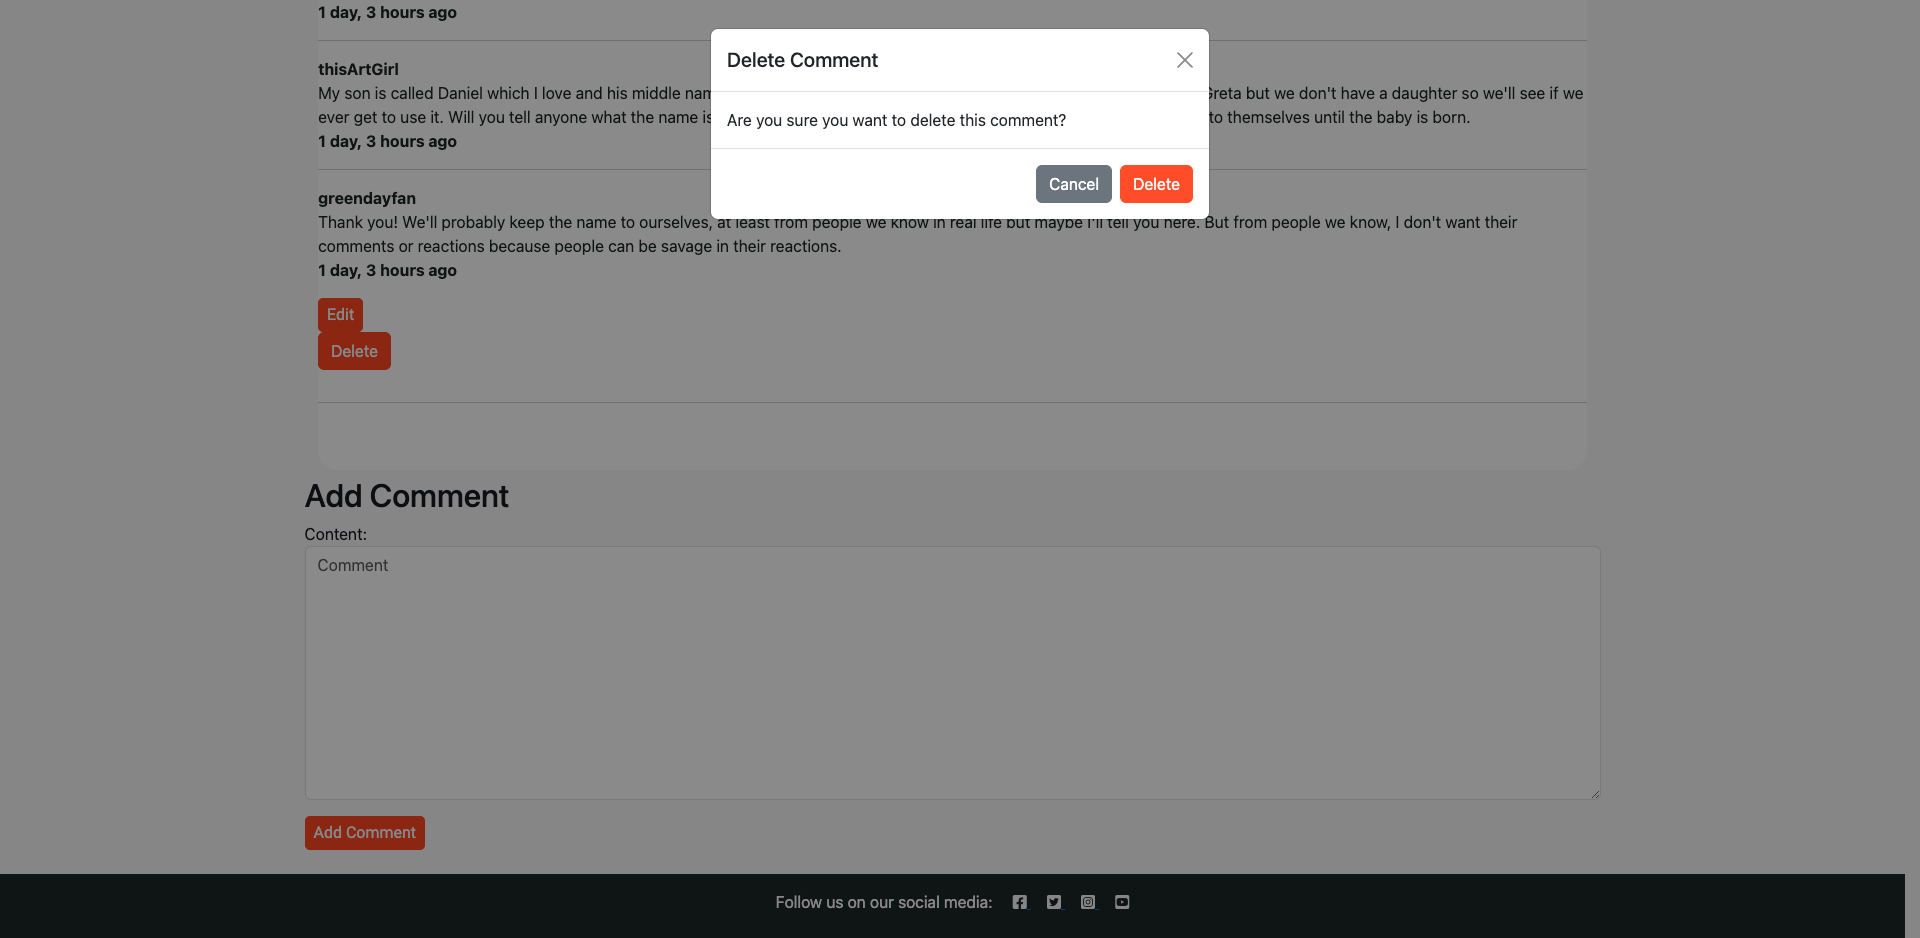 1 day, 3 hours ago
Delete Comment
thisArtGirl
My son is called Daniel which I love and his middle Greta but we don't have a daughter so we'll see if we
Are you sure you want to delete this comment?
ever get to use it. Will you tell anyone what the name to themselves until the baby is born.
1 day, 3 hours ago
Cancel Delete
greendayfan
Thank you! We'll probably keep the name to ourselves, at least from people we know in real life but maybe I'll tell you here. But from people we know, I don't want their
comments or reactions because people can be savage in their reactions.
1 day, 3 hours ago
Edit
Delete
Add Comment
Content:
Comment
Add Comment
Follow us on our social media: